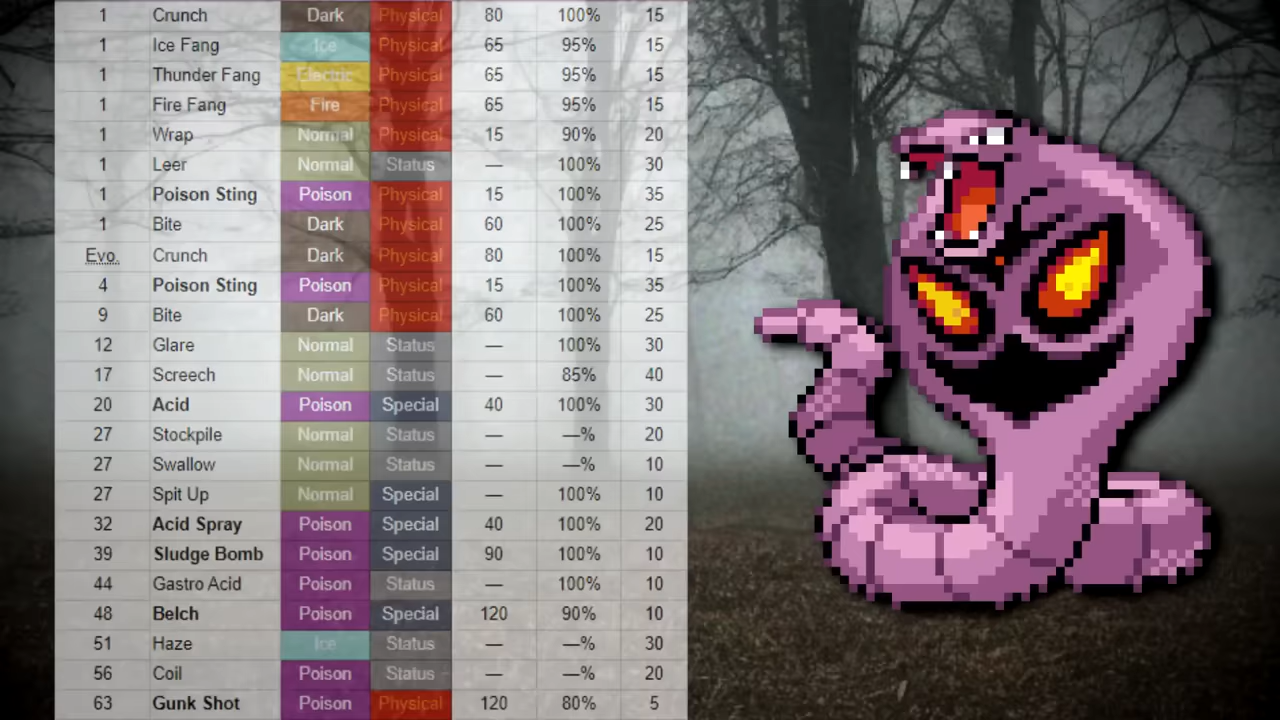 1 Crunch Dark Physical 80 100% 15
1 Ice Fang Ice Physical 65 95% 15
1 Thunder Fang Electric Physical 65 95% 15
1 Fire Fang Fire Physical 65 95% 15
1 Wrap Normal Physical 15 90% 20
1 Leer Normal Status — 100% 30
1 Poison Sting Poison Physical 15 100% 35
1 Bite Dark Physical 60 100% 25
Evo. Crunch Dark Physical 80 100% 15
4 Poison Sting Poison Physical 15 100% 35
9 Bite Dark Physical 60 100% 25
12 Glare Normal Status — 100% 30
17 Screech Normal Status — 85% 40
20 Acid Poison Special 40 100% 30
27 Stockpile Normal Status — —% 20
27 Swallow Normal Status — —% 10
27 Spit Up Normal Special — 100% 10
32 Acid Spray Poison Special 40 100% 20
39 Sludge Bomb Poison Special 90 100% 10
44 Gastro Acid Poison Status — 100% 10
48 Belch Poison Special 120 90% 10
51 Haze Ice Status — —% 30
56 Coil Poison Status — —% 20
63 Gunk Shot Poison Physical 120 80% 5